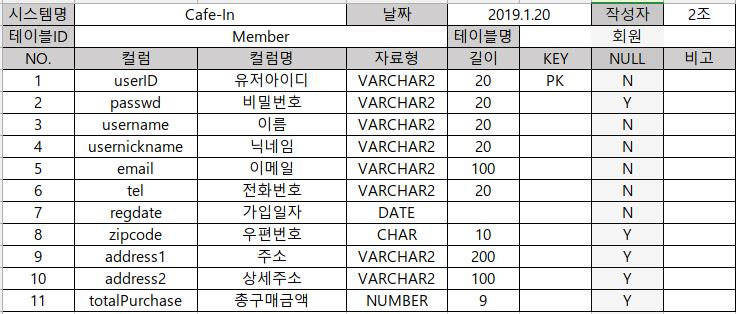 시스템명 Cafe-In 날짜 2019.1.20 작성자 2조
테이블ID Member 테이블명 회원
NO. 컬럼 컬럼명 자료형 길이 KEY NULL 비고
1 userID 유저아이디 VARCHAR2 20 PK N
2 passwd 비밀번호 VARCHAR2 20 Y
3 username 이름 VARCHAR2 20 N
4 usernickname 닉네임 VARCHAR2 20 N
5 email 이메일 VARCHAR2 100 N
6 tel 전화번호 VARCHAR2 20 N
7 regdate 가입일자 DATE N
8 zipcode 우편번호 CHAR 10 Y
9 address1 주소 VARCHAR2 200 Y
10 address2 상세주소 VARCHAR2 100 Y
11 totalPurchase 총구매금액 NUMBER 9 Y